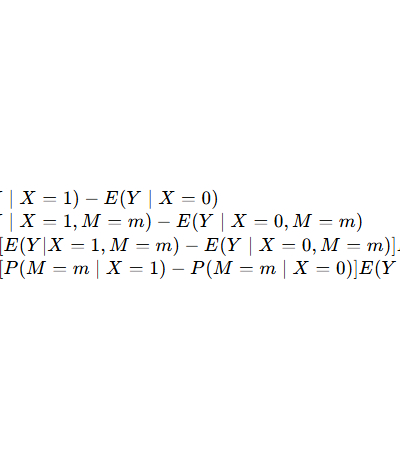 | X = 1) − E(Y | X = 0)
| X = 1, M = m) − E(Y | X = 0, M = m)
[E(Y|X = 1, M = m) − E(Y | X = 0, M = m)]
[P(M = m | X = 1) − P(M = m | X = 0)]E(Y